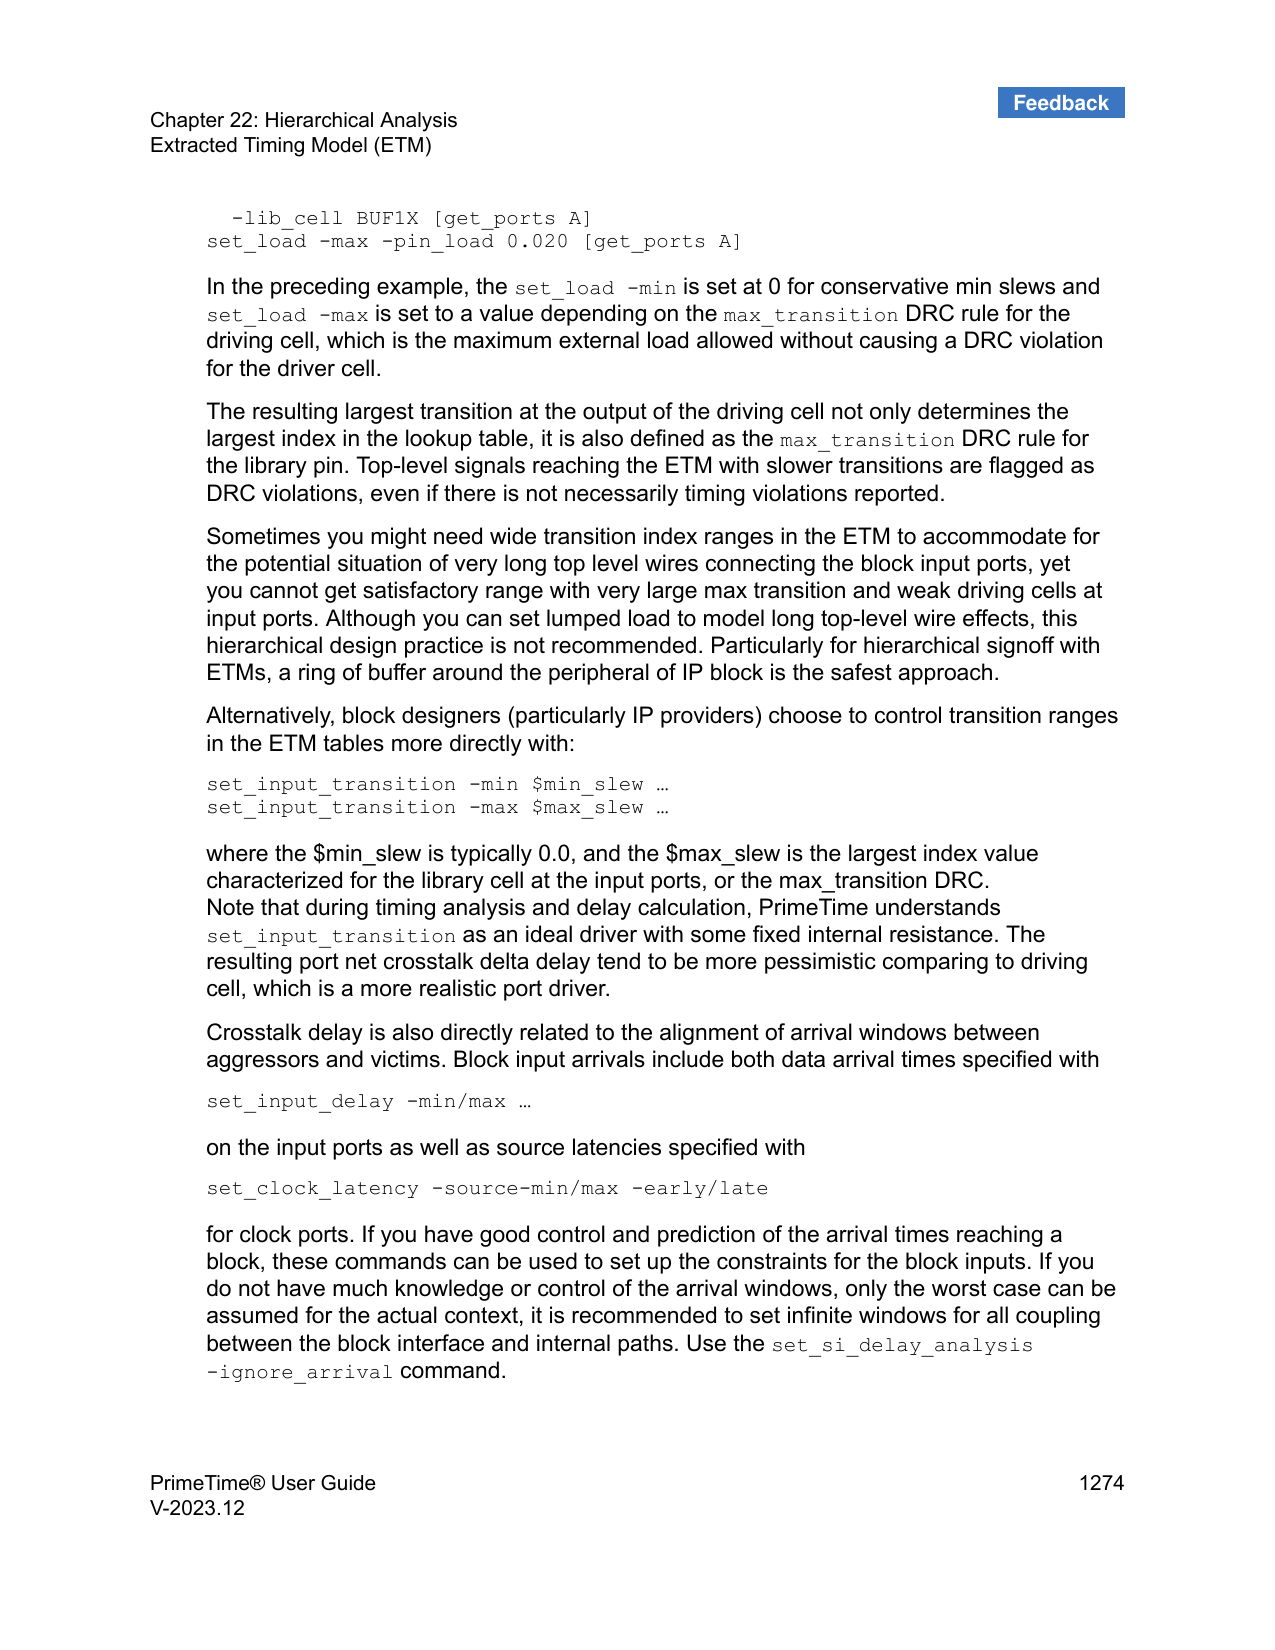 Feedback
Chapter 22: Hierarchical Analysis
Extracted Timing Model (ETM)
-lib_cell BUF1X [get_ports A]
set_load -max -pin_load 0.020 [get_ports A]
In the preceding example, the set_load -min is set at 0 for conservative min slews and
set_load -max is set to a value depending on the max_transition DRC rule for the
driving cell, which is the maximum external load allowed without causing a DRC violation
for the driver cell.
The resulting largest transition at the output of the driving cell not only determines the
largest index in the lookup table, it is also defined as the max_transition DRC rule for
the library pin. Top-level signals reaching the ETM with slower transitions are flagged as
DRC violations, even if there is not necessarily timing violations reported.
Sometimes you might need wide transition index ranges in the ETM to accommodate for
the potential situation of very long top level wires connecting the block input ports, yet
you cannot get satisfactory range with very large max transition and weak driving cells at
input ports. Although you can set lumped load to model long top-level wire effects, this
hierarchical design practice is not recommended. Particularly for hierarchical signoff with
ETMs, a ring of buffer around the peripheral of IP block is the safest approach.
Alternatively, block designers (particularly IP providers) choose to control transition ranges
in the ETM tables more directly with:
set_input_transition -min $min_slew …
set_input_transition -max $max_slew …
where the $min_slew is typically 0.0, and the $max_slew is the largest index value
characterized for the library cell at the input ports, or the max_transition DRC.
Note that during timing analysis and delay calculation, PrimeTime understands
set_input_transition as an ideal driver with some fixed internal resistance. The
resulting port net crosstalk delta delay tend to be more pessimistic comparing to driving
cell, which is a more realistic port driver.
Crosstalk delay is also directly related to the alignment of arrival windows between
aggressors and victims. Block input arrivals include both data arrival times specified with
set_input_delay -min/max …
on the input ports as well as source latencies specified with
set_clock_latency -source-min/max -early/late
for clock ports. If you have good control and prediction of the arrival times reaching a
block, these commands can be used to set up the constraints for the block inputs. If you
do not have much knowledge or control of the arrival windows, only the worst case can be
assumed for the actual context, it is recommended to set infinite windows for all coupling
between the block interface and internal paths. Use the set_si_delay_analysis
-ignore_arrival command.
PrimeTime® User Guide
1274
V-2023.12